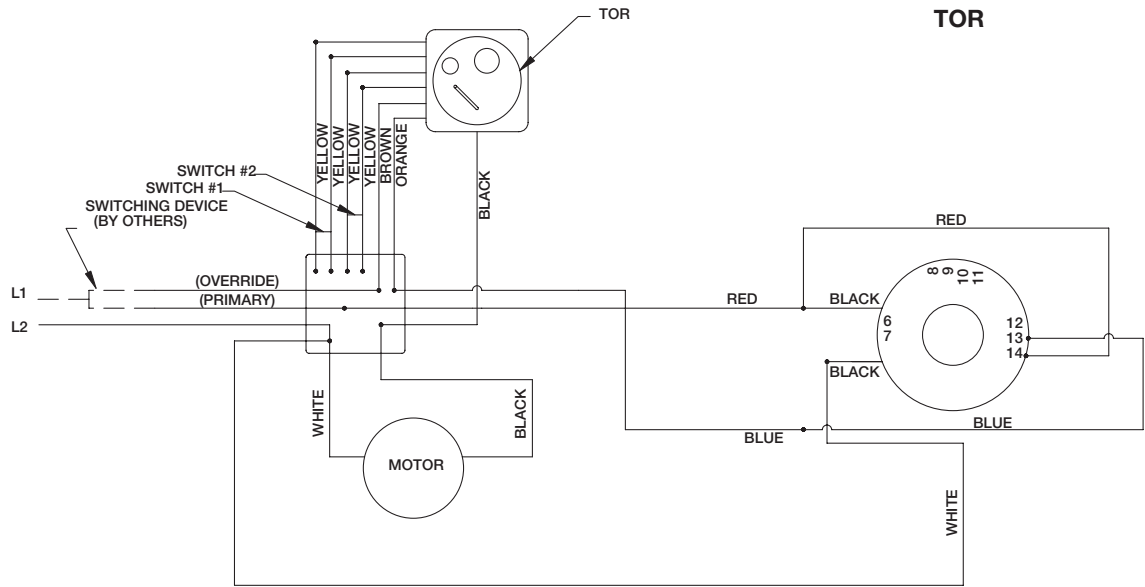 TOR
TOR
YELLOW
YELLOW
YELLOW
YELLOW
BROWN
ORANGE
BLACK
SWITCH #2
SWITCH #1
SWITCHING DEVICE
(BY OTHERS)
(OVERRIDE)
L1
(PRIMARY)
L2
RED
RED
BLACK
8
9
10
11
6
7
12
13
14
BLACK
BLUE
BLUE
WHITE
BLACK
MOTOR
WHITE